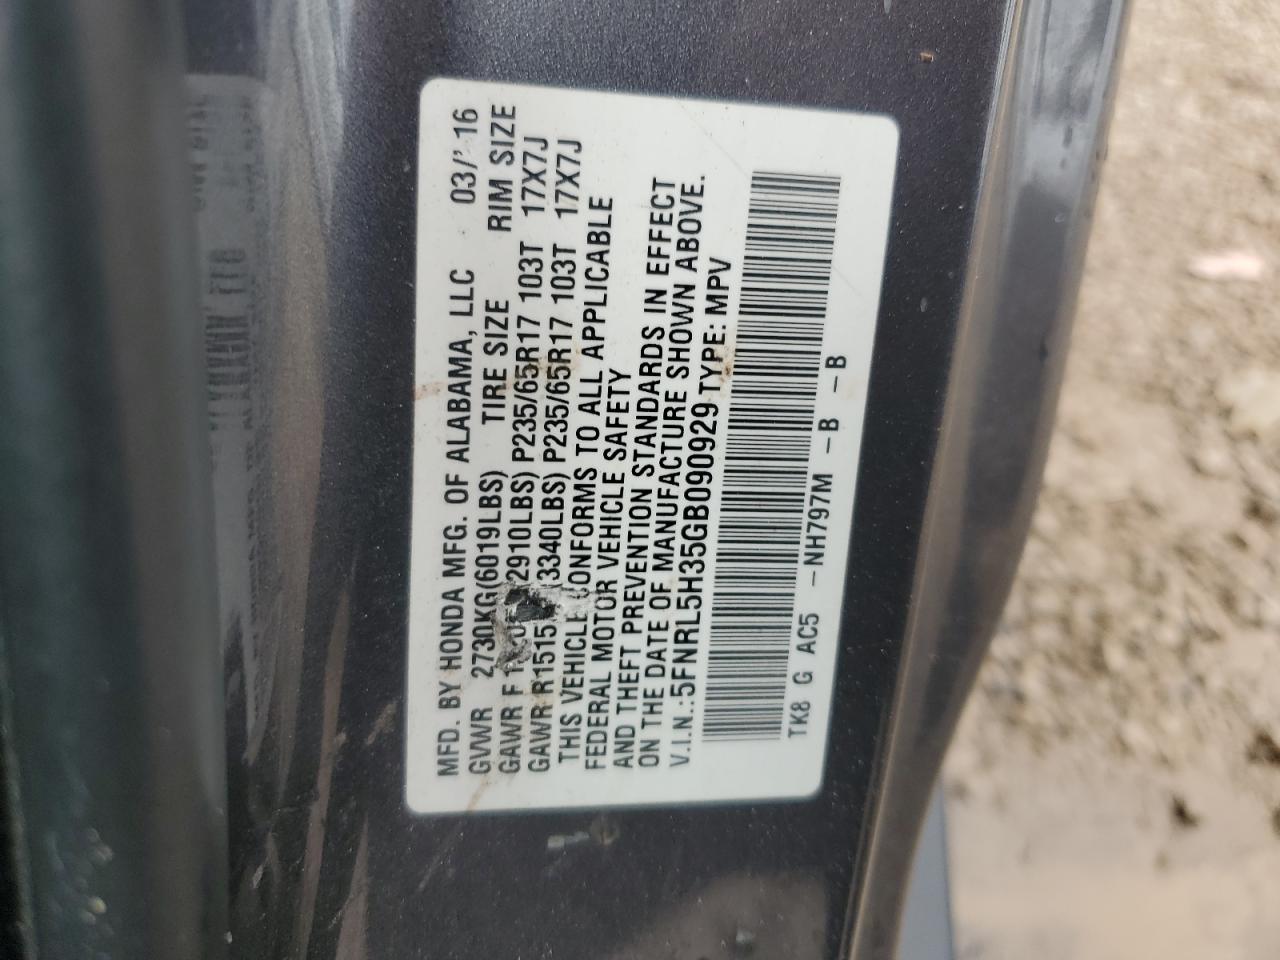 MFD. BY HONDA MFG. OF ALABAMA, LLC 03/'16
GVWR 2730KG(6019LBS) TIRE SIZE RIM SIZE
GAWR F 2910LBS) P235/65R17 103T 17X7J
GAWR R1515 (3340LBS) P235/65R17 103T 17X7J
THIS VEHICLE CONFORMS TO ALL APPLICABLE
FEDERAL MOTOR VEHICLE SAFETY
AND THEFT PREVENTION STANDARDS IN EFFECT
ON THE DATE OF MANUFACTURE SHOWN ABOVE.
V.I.N.:5FNRL5H35GB090929 TYPE: MPV
TK8 G AC5 -NH797M -B -B